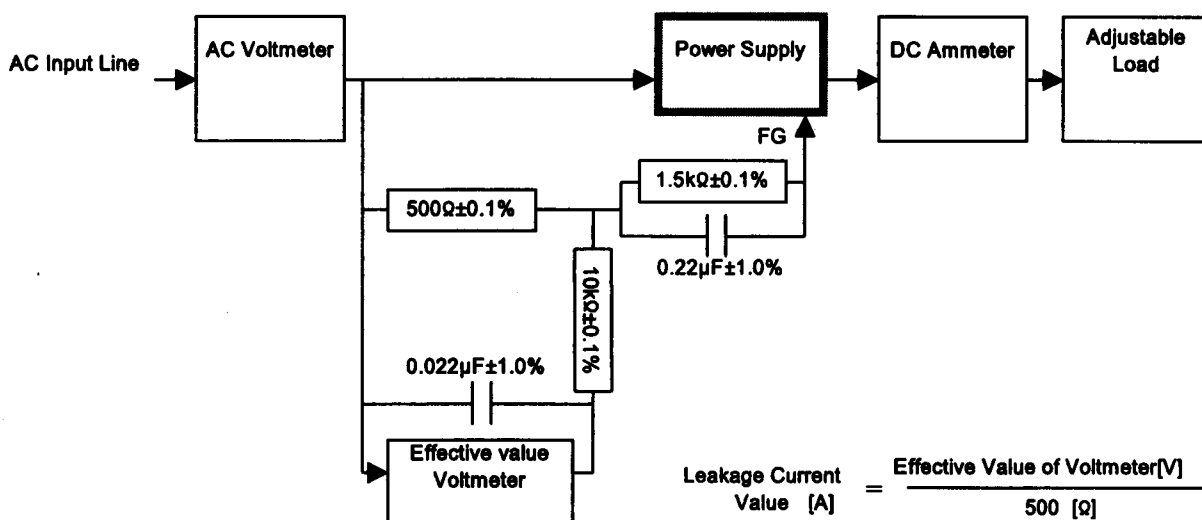 AC Input Line
AC Voltmeter
Power Supply
DC Ammeter
Adjustable
Load
FG
1.5kΩ±0.1%
500Ω±0.1%
0.22µF±1.0%
10kΩ±0.1%
0.022µF±1.0%
Effective value
Voltmeter
Leakage Current
Value [A]
=
Effective Value of Voltmeter[V]
500 [Ω]